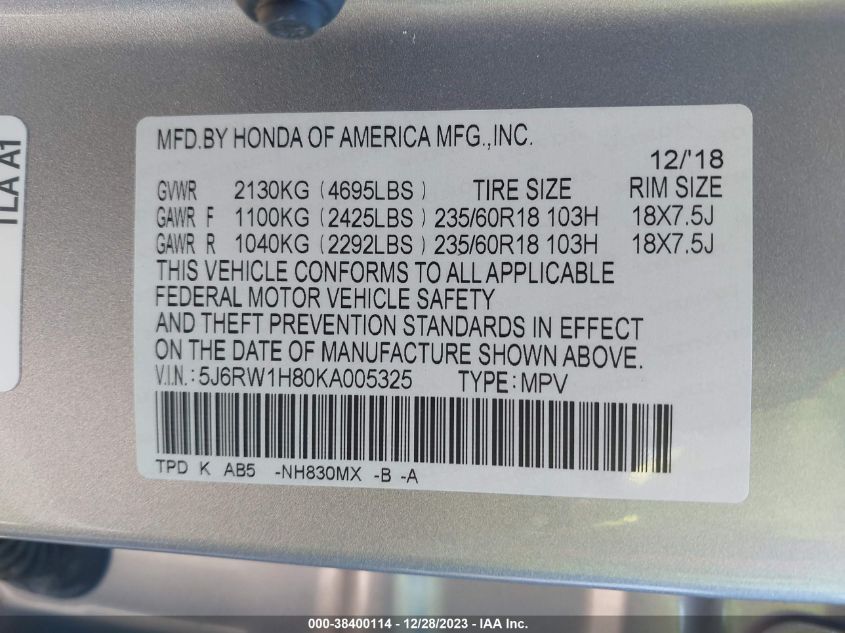 TLA A1
MFD.BY HONDA OF AMERICA MFG.,INC.
12/'18
GVWR 2130KG (4695LBS) TIRE SIZE RIM SIZE
GAWR F 1100KG (2425LBS) 235/60R18 103H 18X7.5J
GAWR R 1040KG (2292LBS) 235/60R18 103H 18X7.5J
THIS VEHICLE CONFORMS TO ALL APPLICABLE
FEDERAL MOTOR VEHICLE SAFETY
AND THEFT PREVENTION STANDARDS IN EFFECT
ON THE DATE OF MANUFACTURE SHOWN ABOVE.
V.I.N.:5J6RW1H80KA005325 TYPE:MPV
TPD K AB5 -NH830MX -B -A
000-38400114 - 12/28/2023 - IAA Inc.